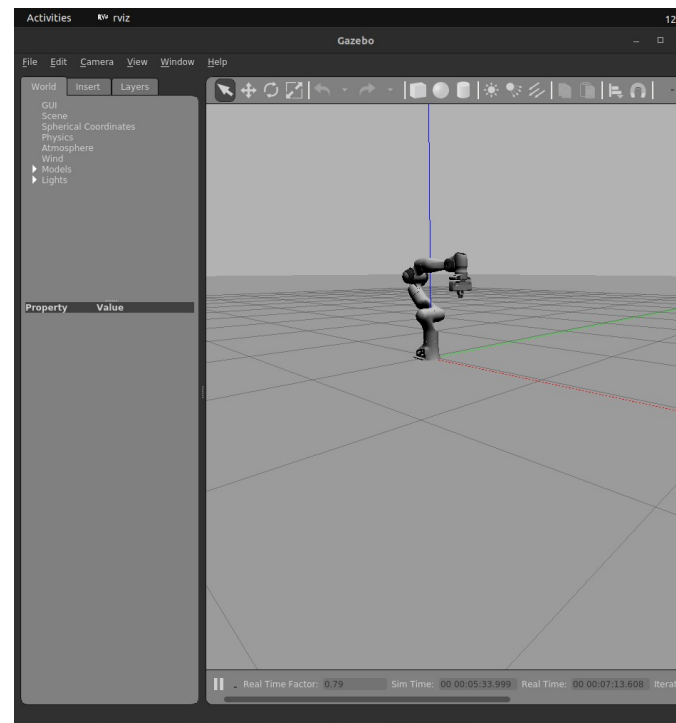 Activities RViz rviz 12
Gazebo
File Edit Camera View Window Help
World Insert Layers
GUI
Scene
Spherical Coordinates
Physics
Atmosphere
Wind
Models
Lights
Property Value
Real Time Factor: 0.79 Sim Time: 00 00:05:33.999 Real Time: 00 00:07:13.608 Iterat